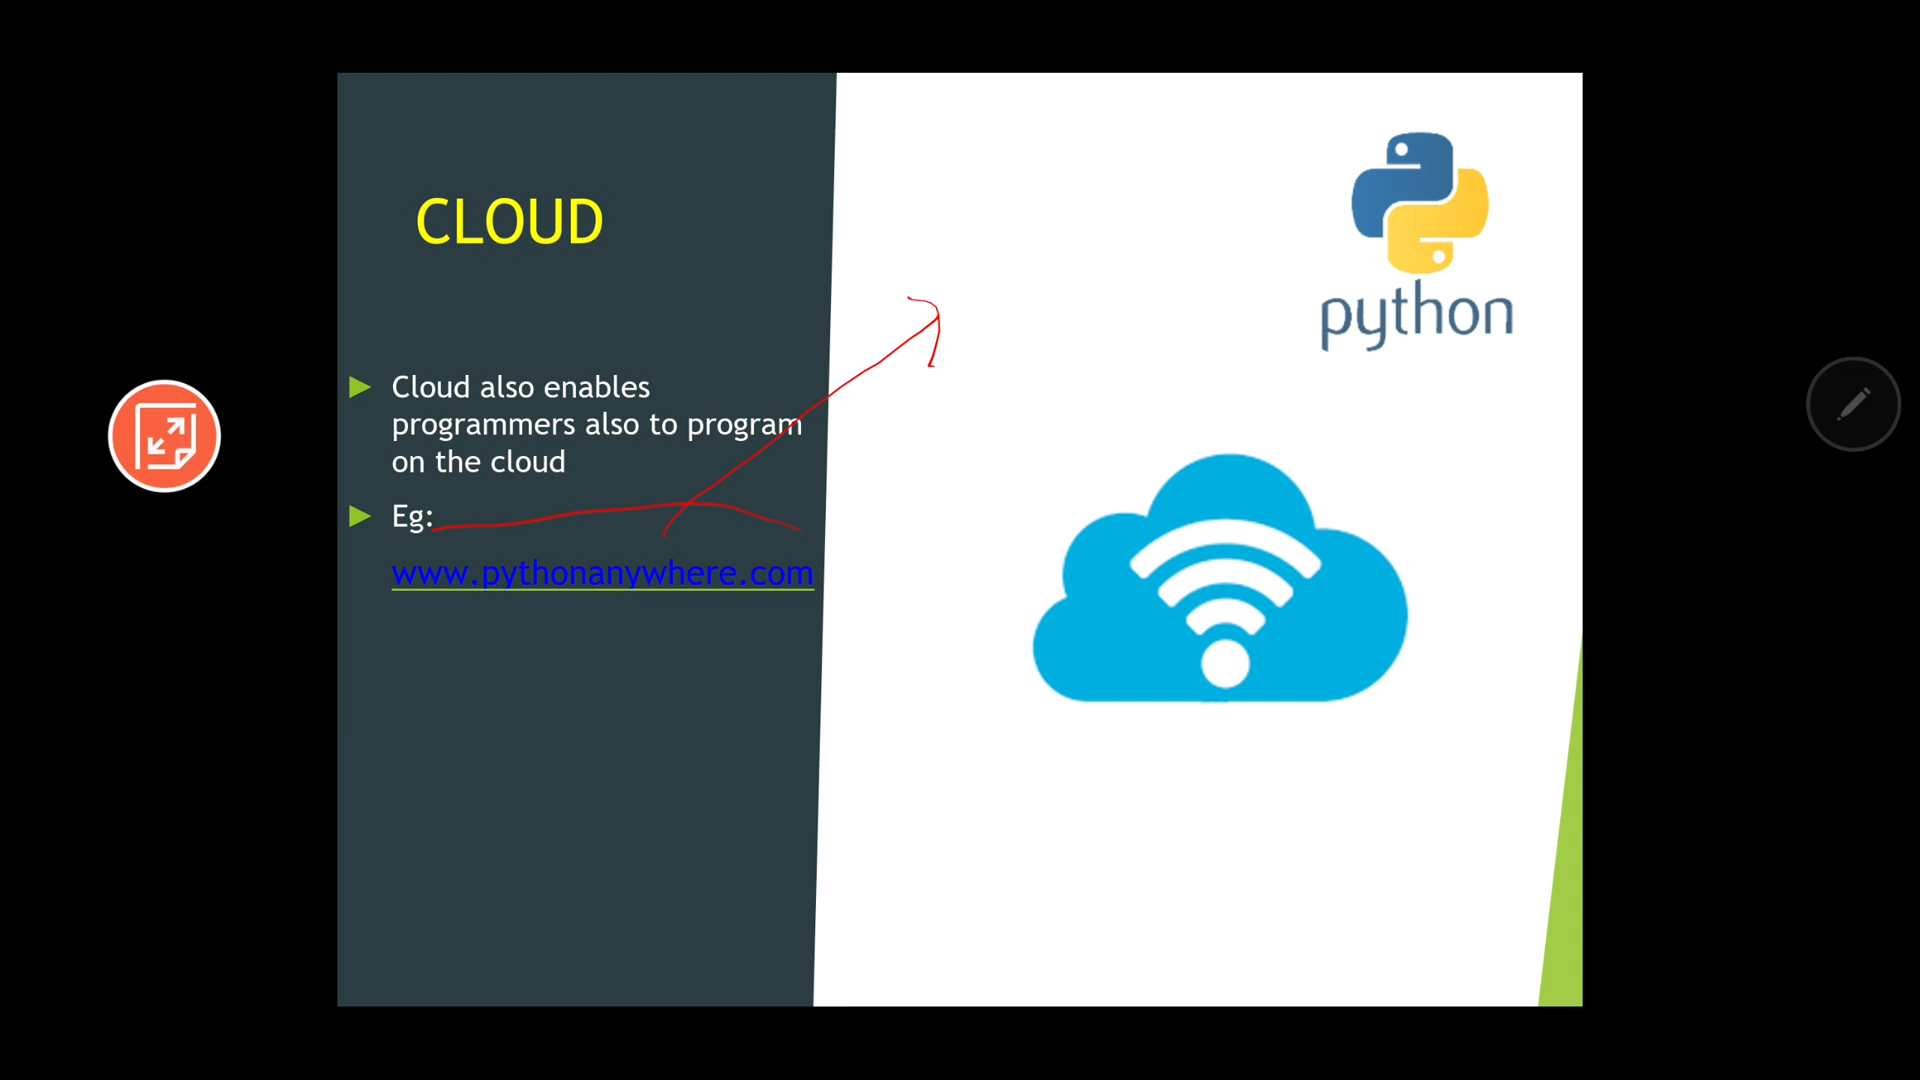 CLOUD
python
Cloud also enables
programmers also to program
on the cloud
Eg:
www.pythonanywhere.com